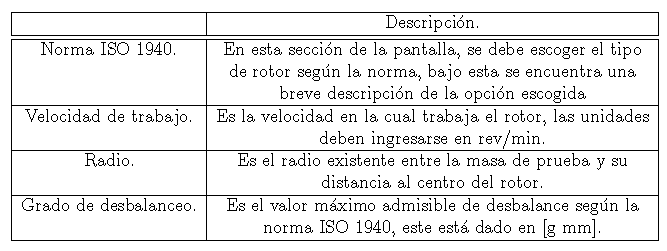 Descripción.
Norma ISO 1940. En esta sección de la pantalla, se debe escoger el tipo
de rotor según la norma, bajo esta se encuentra una
breve descripción de la opción escogida
Velocidad de trabajo. Es la velocidad en la cual trabaja el rotor, las unidades
deben ingresarse en rev/min.
Radio. Es el radio existente entre la masa de prueba y su
distancia al centro del rotor.
Grado de desbalanceo. Es el valor máximo admisible de desbalance según la
norma ISO 1940, este está dado en [g mm].